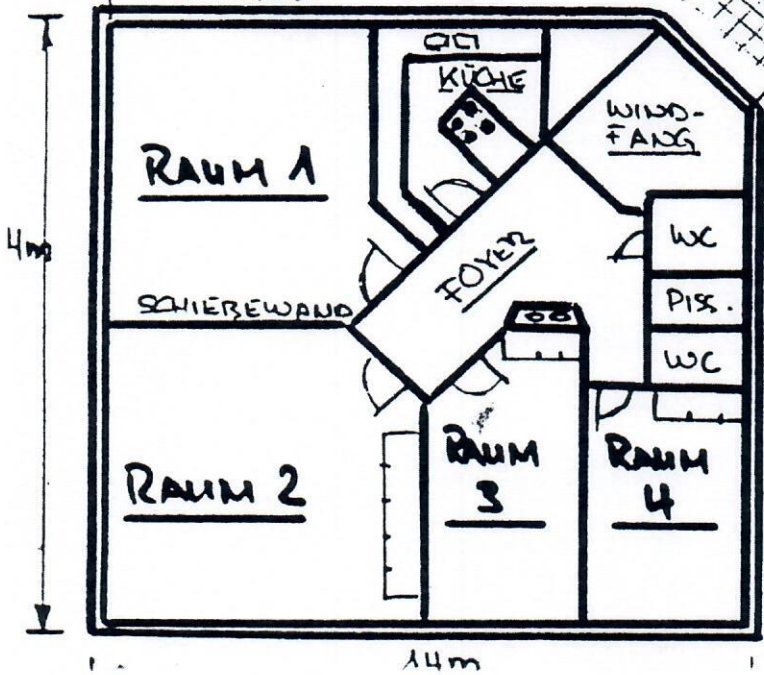 KÜCHE
WIND-
FANG
RAUM 1
WC
4m
FOYER
SCHIEBEWAND
PISS.
WC
RAUM 2
RAUM
3
RAUM
4
14m